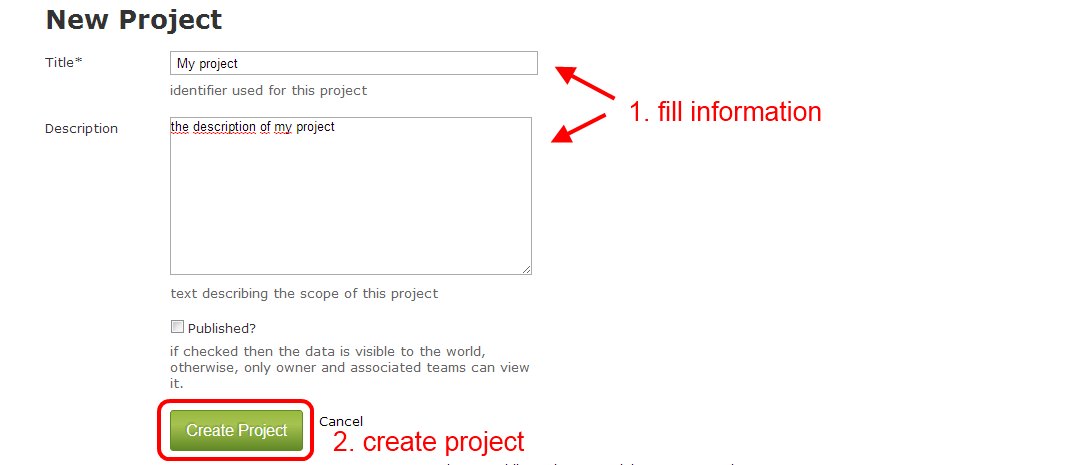 New Project
Title*
My project
identifier used for this project
1. fill information
Description
the description of my project
text describing the scope of this project
Published?
if checked then the data is visible to the world,
otherwise, only owner and associated teams can view
it.
Create Project
Cancel
2. create project